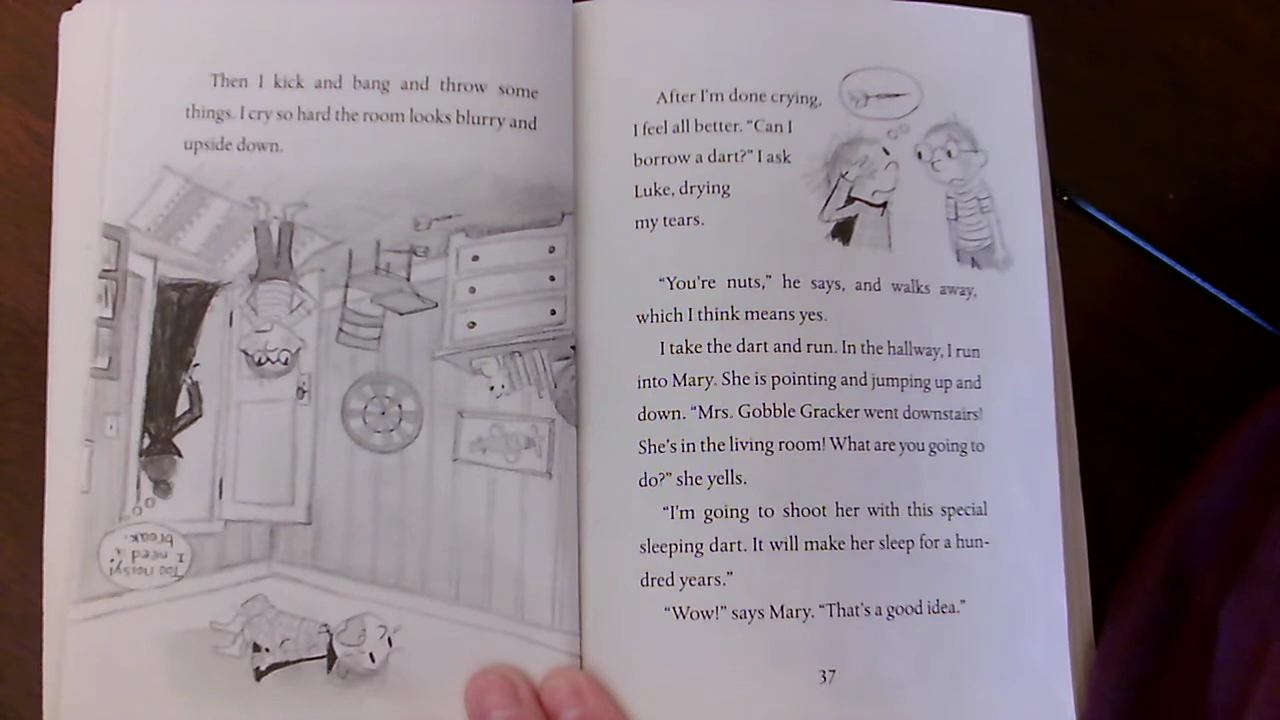 Then I kick and bang and throw some
things. I cry so hard the room looks blurry and
upside down.
Too noisy!
I need a
break.
After I'm done crying,
I feel all better. “Can I
borrow a dart?” I ask
Luke, drying
my tears.
“You're nuts,” he says, and walks away,
which I think means yes.
I take the dart and run. In the hallway, I run
into Mary. She is pointing and jumping up and
down. “Mrs. Gobble Gracker went downstairs!
She's in the living room! What are you going to
do?” she yells.
“I'm going to shoot her with this special
sleeping dart. It will make her sleep for a hun-
dred years.”
“Wow!” says Mary. “That's a good idea.”
37